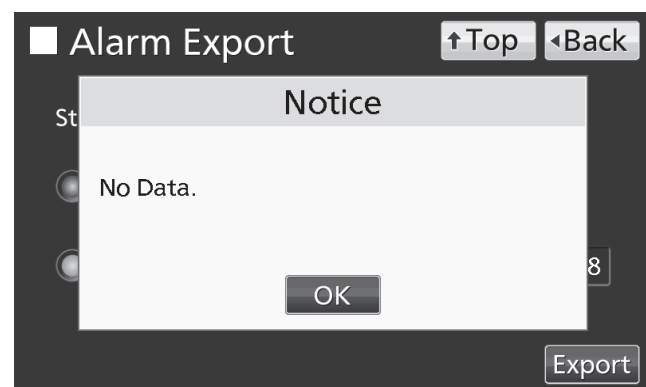 Alarm Export
↑Top
◂Back
Notice
St
No Data.
8
OK
Export